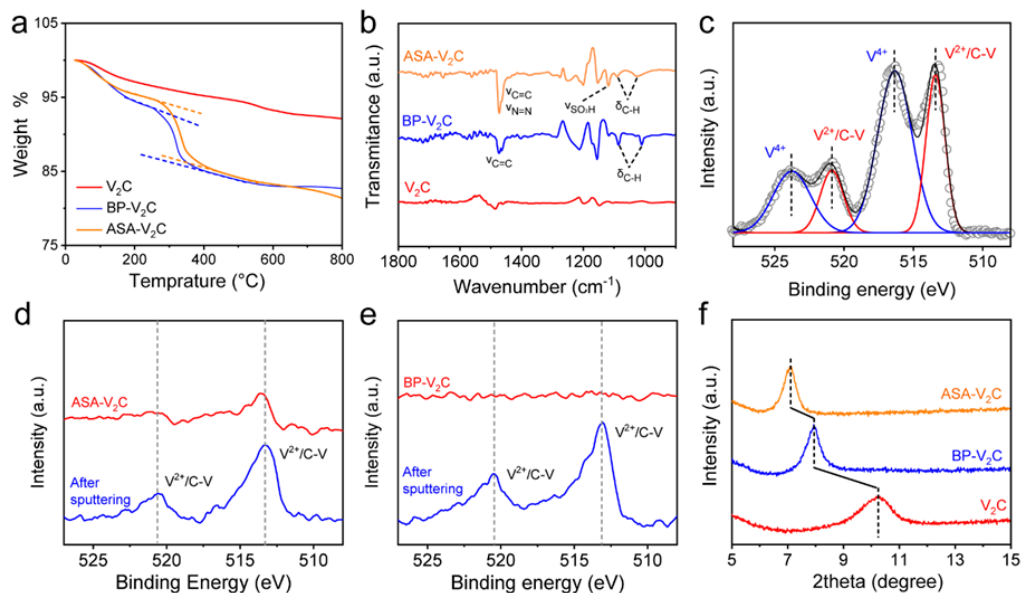 a
105
95
85
75
Weight %
V₂C
BP-V₂C
ASA-V₂C
0
200
400
600
800
Temprature (°C)
b
Transmitance (a.u.)
ASA-V₂C
νC=C
νN=N
νSO₃H
δC-H
BP-V₂C
νC=C
δC-H
V₂C
1800
1600
1400
1200
1000
Wavenumber (cm⁻¹)
c
Intensity (a.u.)
V⁴⁺
V²⁺/C-V
V⁴⁺
V²⁺/C-V
525
520
515
510
Binding energy (eV)
d
Intensity (a.u.)
ASA-V₂C
After
sputtering
V²⁺/C-V
V²⁺/C-V
525
520
515
510
Binding Energy (eV)
e
Intensity (a.u.)
BP-V₂C
After
sputtering
V²⁺/C-V
V²⁺/C-V
525
520
515
510
Binding energy (eV)
f
Intensity (a.u.)
ASA-V₂C
BP-V₂C
V₂C
5
7
9
11
13
15
2theta (degree)